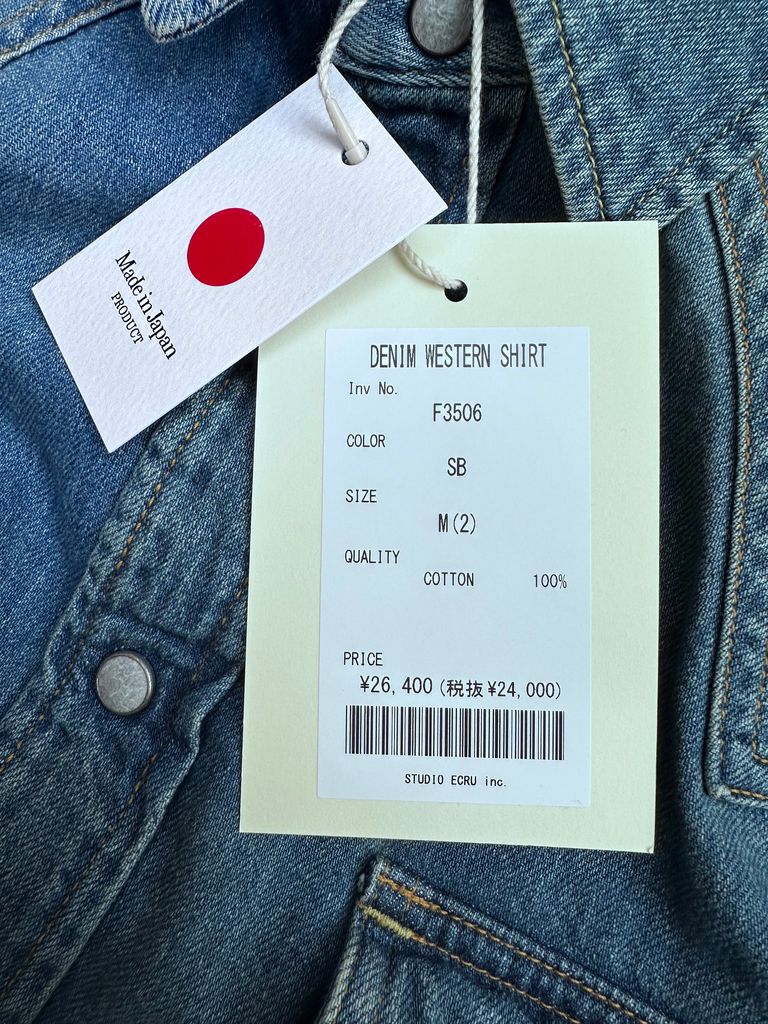 Made in Japan
PRODUCT
DENIM WESTERN SHIRT
Inv No.
F3506
COLOR
SB
SIZE
M(2)
QUALITY
COTTON 100%
PRICE
¥26,400(税抜¥24,000)
STUDIO ECRU inc.